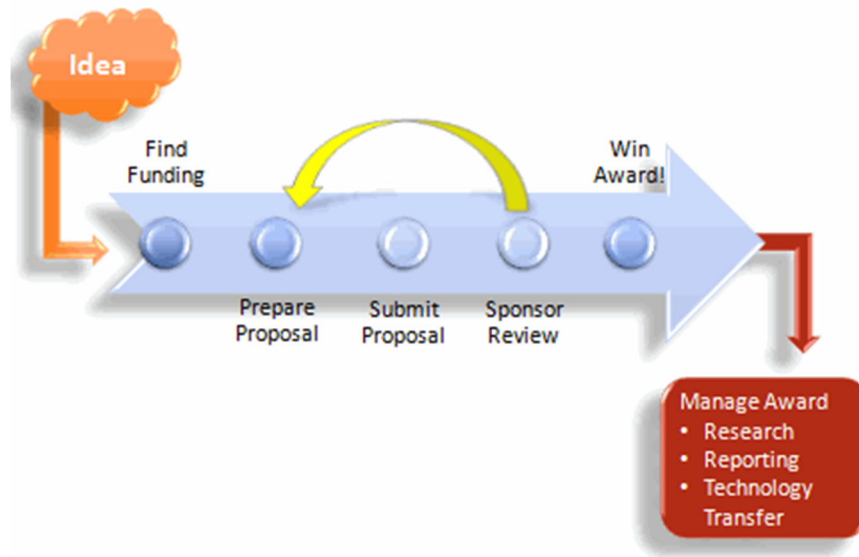 Idea
Find
Funding
Win
Award!
Prepare
Proposal
Submit
Proposal
Sponsor
Review
Manage Award
• Research
• Reporting
• Technology
Transfer